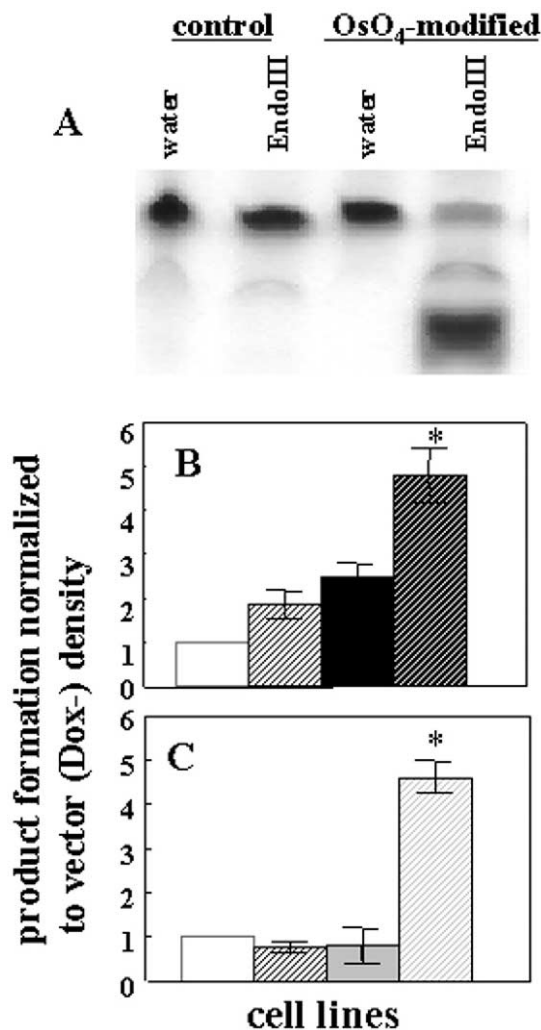 control OsO₄-modified
water EndoIII water EndoIII
A
B
*
6
5
4
3
2
1
0
C
*
6
5
4
3
2
1
0
product formation normalized
to vector (Dox-) density
cell lines